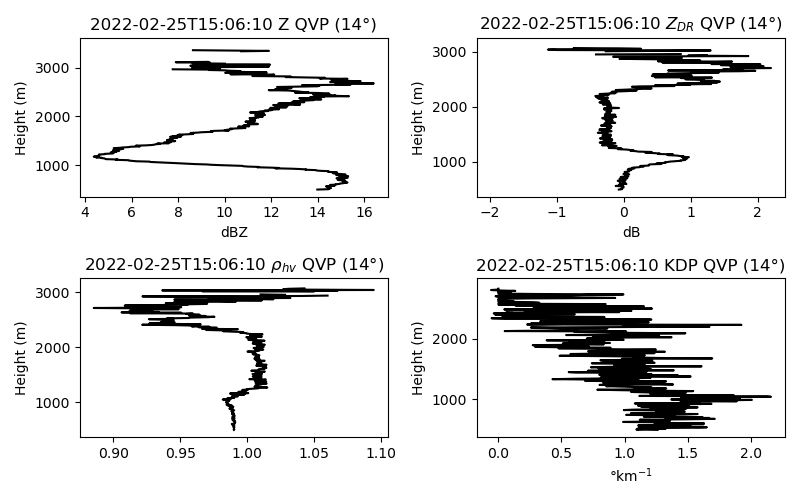 2022-02-25T15:06:10 Z QVP (14°)
Height (m)
3000
2000
1000
4 6 8 10 12 14 16
dBZ
2022-02-25T15:06:10 Z_DR QVP (14°)
Height (m)
3000
2000
1000
−2 −1 0 1 2
dB
2022-02-25T15:06:10 ρ_hv QVP (14°)
Height (m)
3000
2000
1000
0.90 0.95 1.00 1.05 1.10
2022-02-25T15:06:10 KDP QVP (14°)
Height (m)
2000
1000
0.0 0.5 1.0 1.5 2.0
°km⁻¹